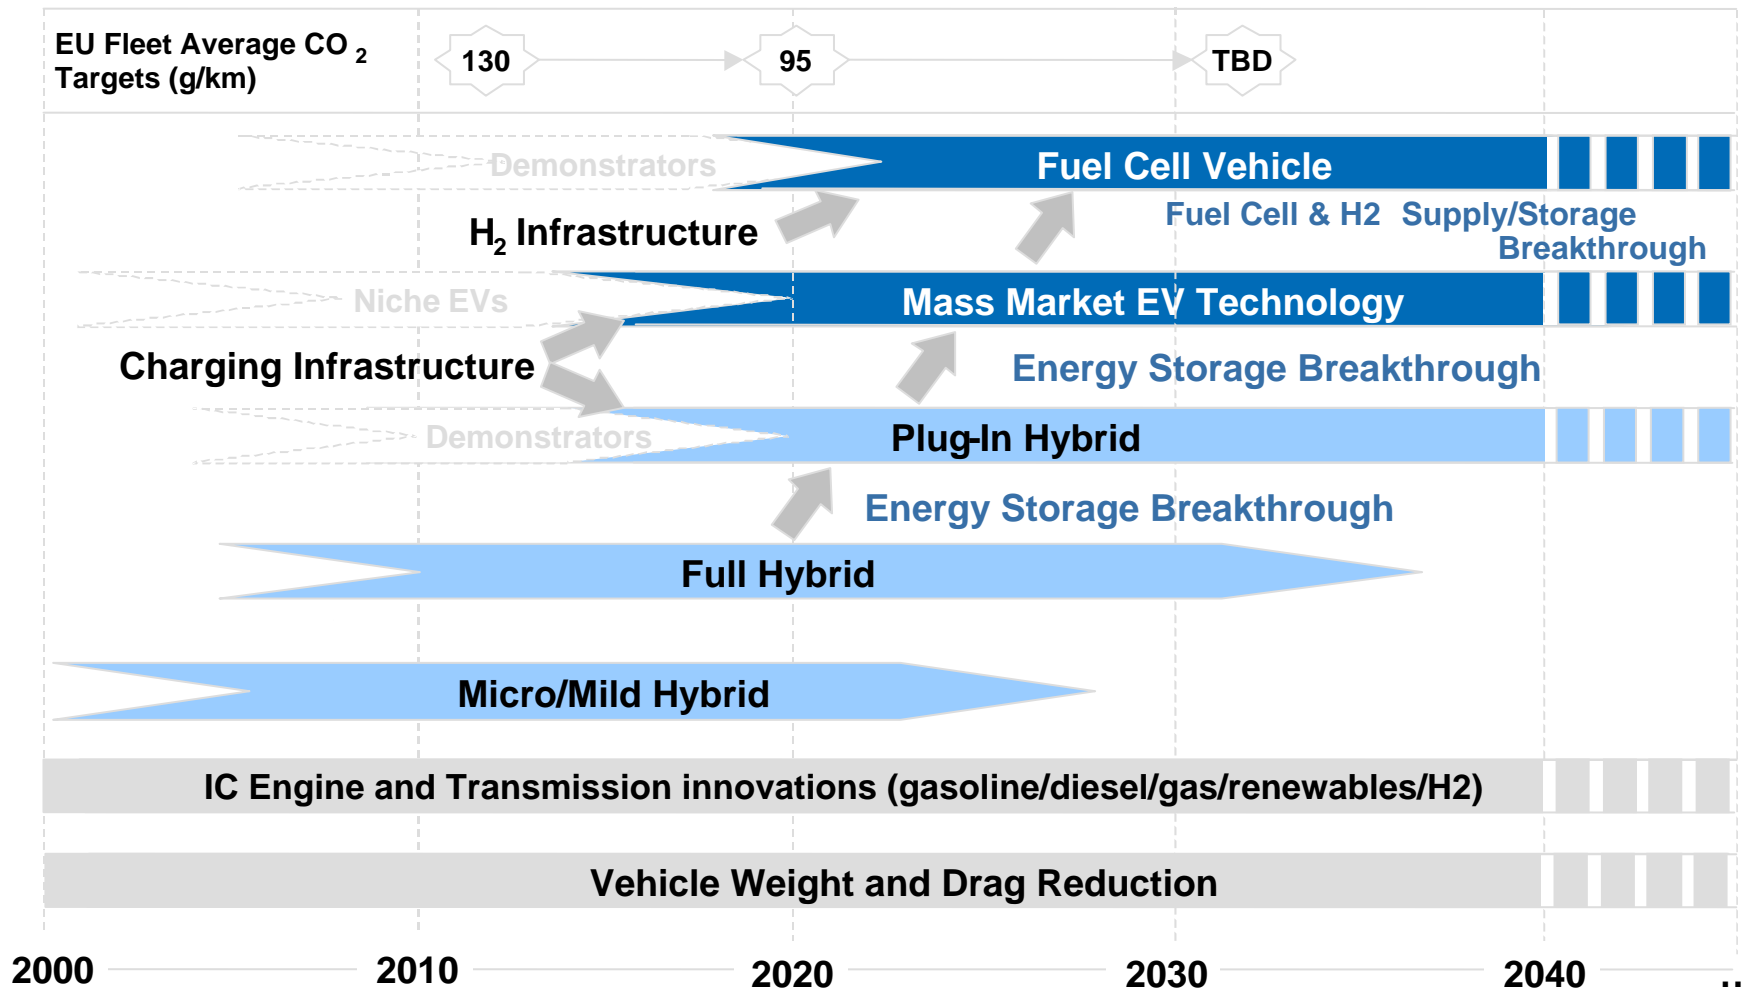 EU Fleet Average CO 2
Targets (g/km)
130
95
TBD
Demonstrators
Fuel Cell Vehicle
H2 Infrastructure
Fuel Cell & H2 Supply/Storage
Breakthrough
Niche EVs
Mass Market EV Technology
Charging Infrastructure
Energy Storage Breakthrough
Demonstrators
Plug-In Hybrid
Energy Storage Breakthrough
Full Hybrid
Micro/Mild Hybrid
IC Engine and Transmission innovations (gasoline/diesel/gas/renewables/H2)
Vehicle Weight and Drag Reduction
2000
2010
2020
2030
2040
..